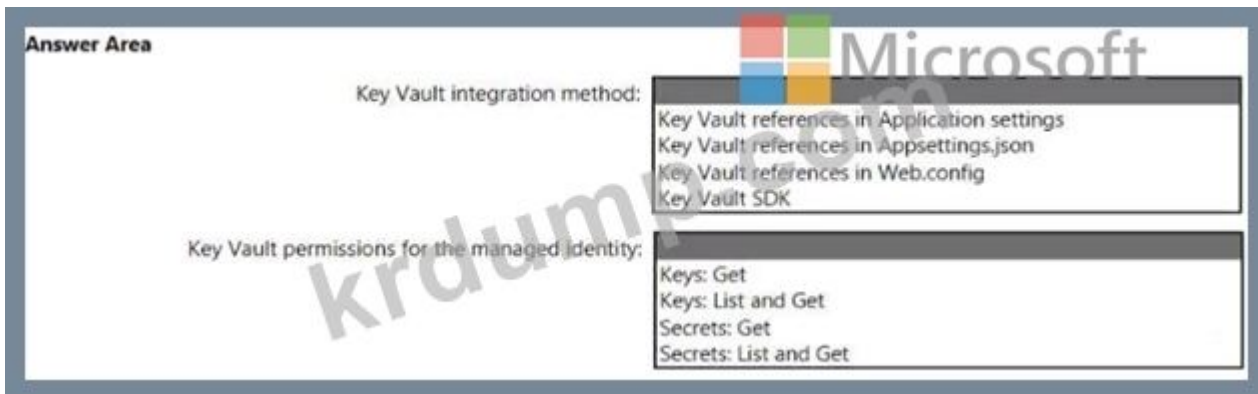 Answer Area
Microsoft
Key Vault integration method:
Key Vault references in Application settings
Key Vault references in Appsettings.json
Key Vault references in Web.config
Key Vault SDK
krdump.com
Key Vault permissions for the managed identity:
Keys: Get
Keys: List and Get
Secrets: Get
Secrets: List and Get